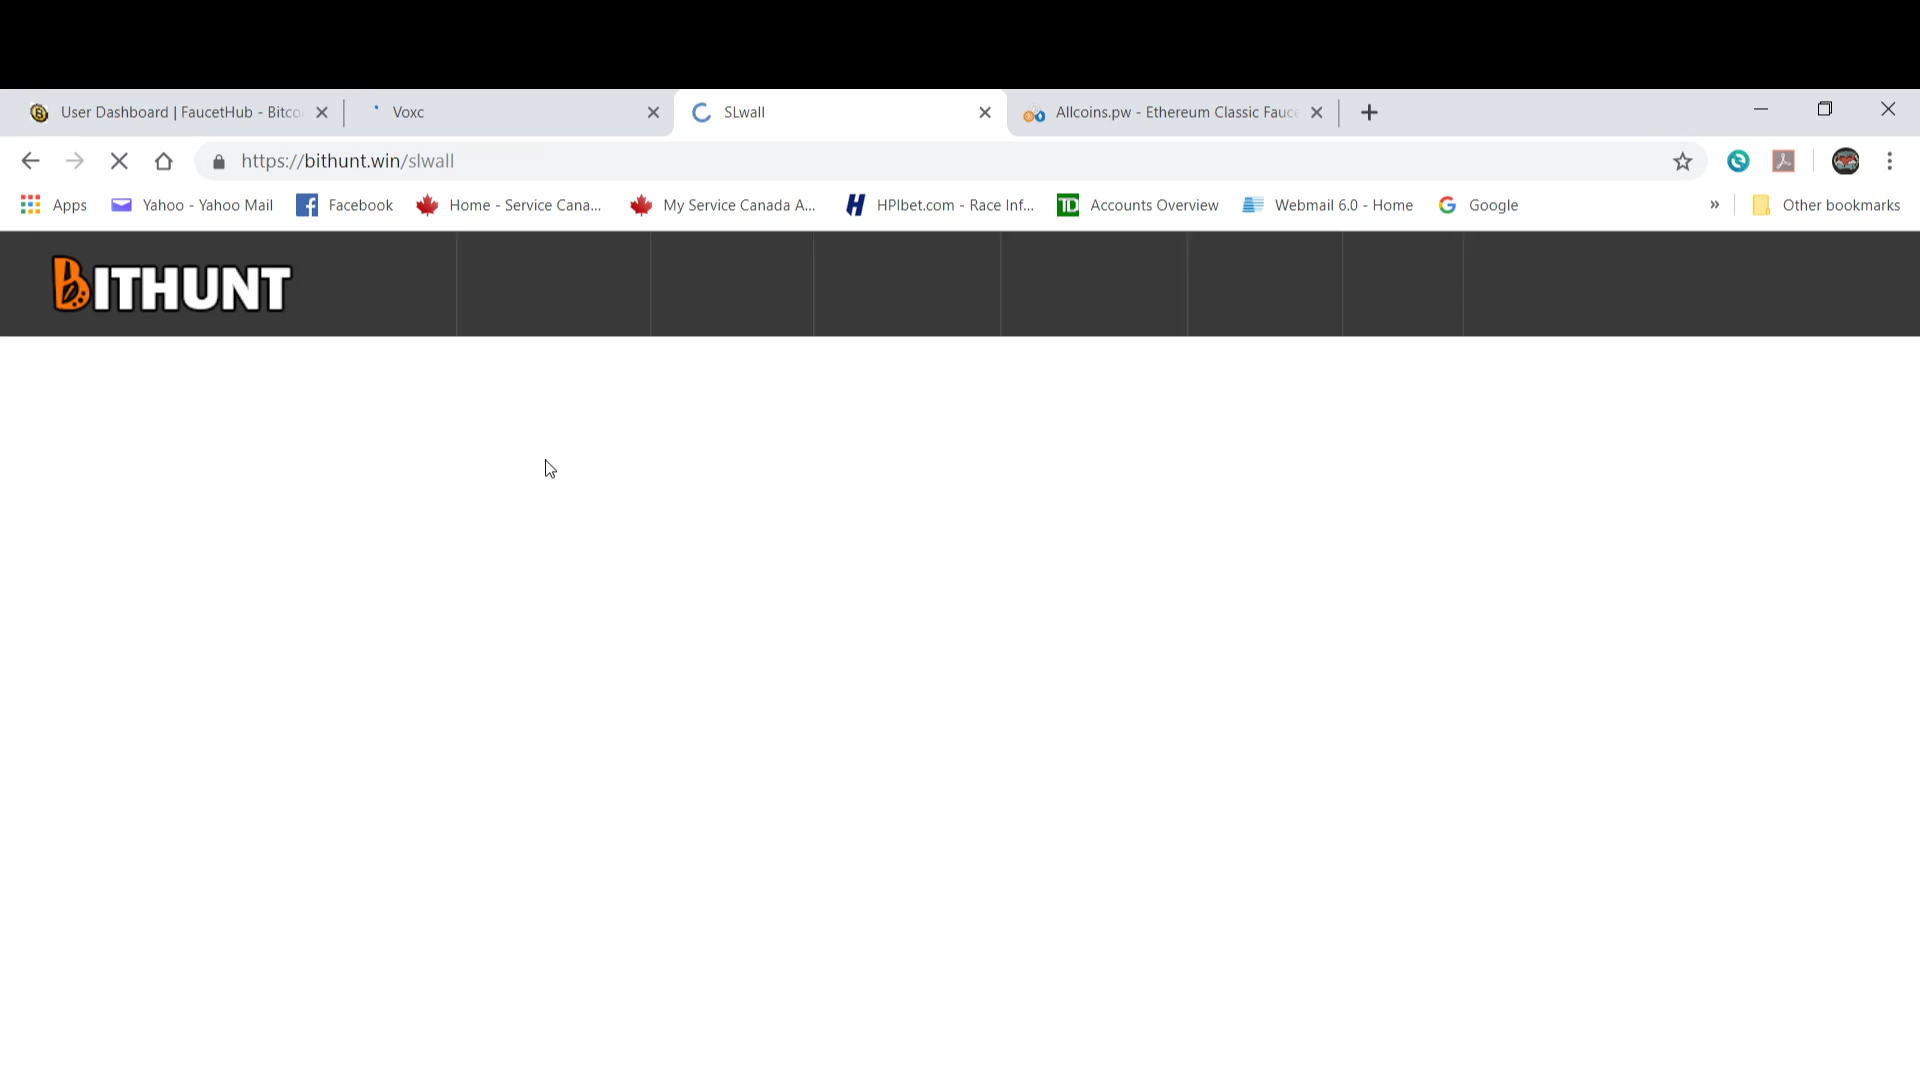 User Dashboard | FaucetHub - Bitco
Voxc
SLwall
Allcoins.pw - Ethereum Classic Fauce
https://bithunt.win/slwall
Apps
Yahoo - Yahoo Mail
Facebook
Home - Service Cana...
My Service Canada A...
HPIbet.com - Race Inf...
TD
Accounts Overview
Webmail 6.0 - Home
Google
»
Other bookmarks
BITHUNT